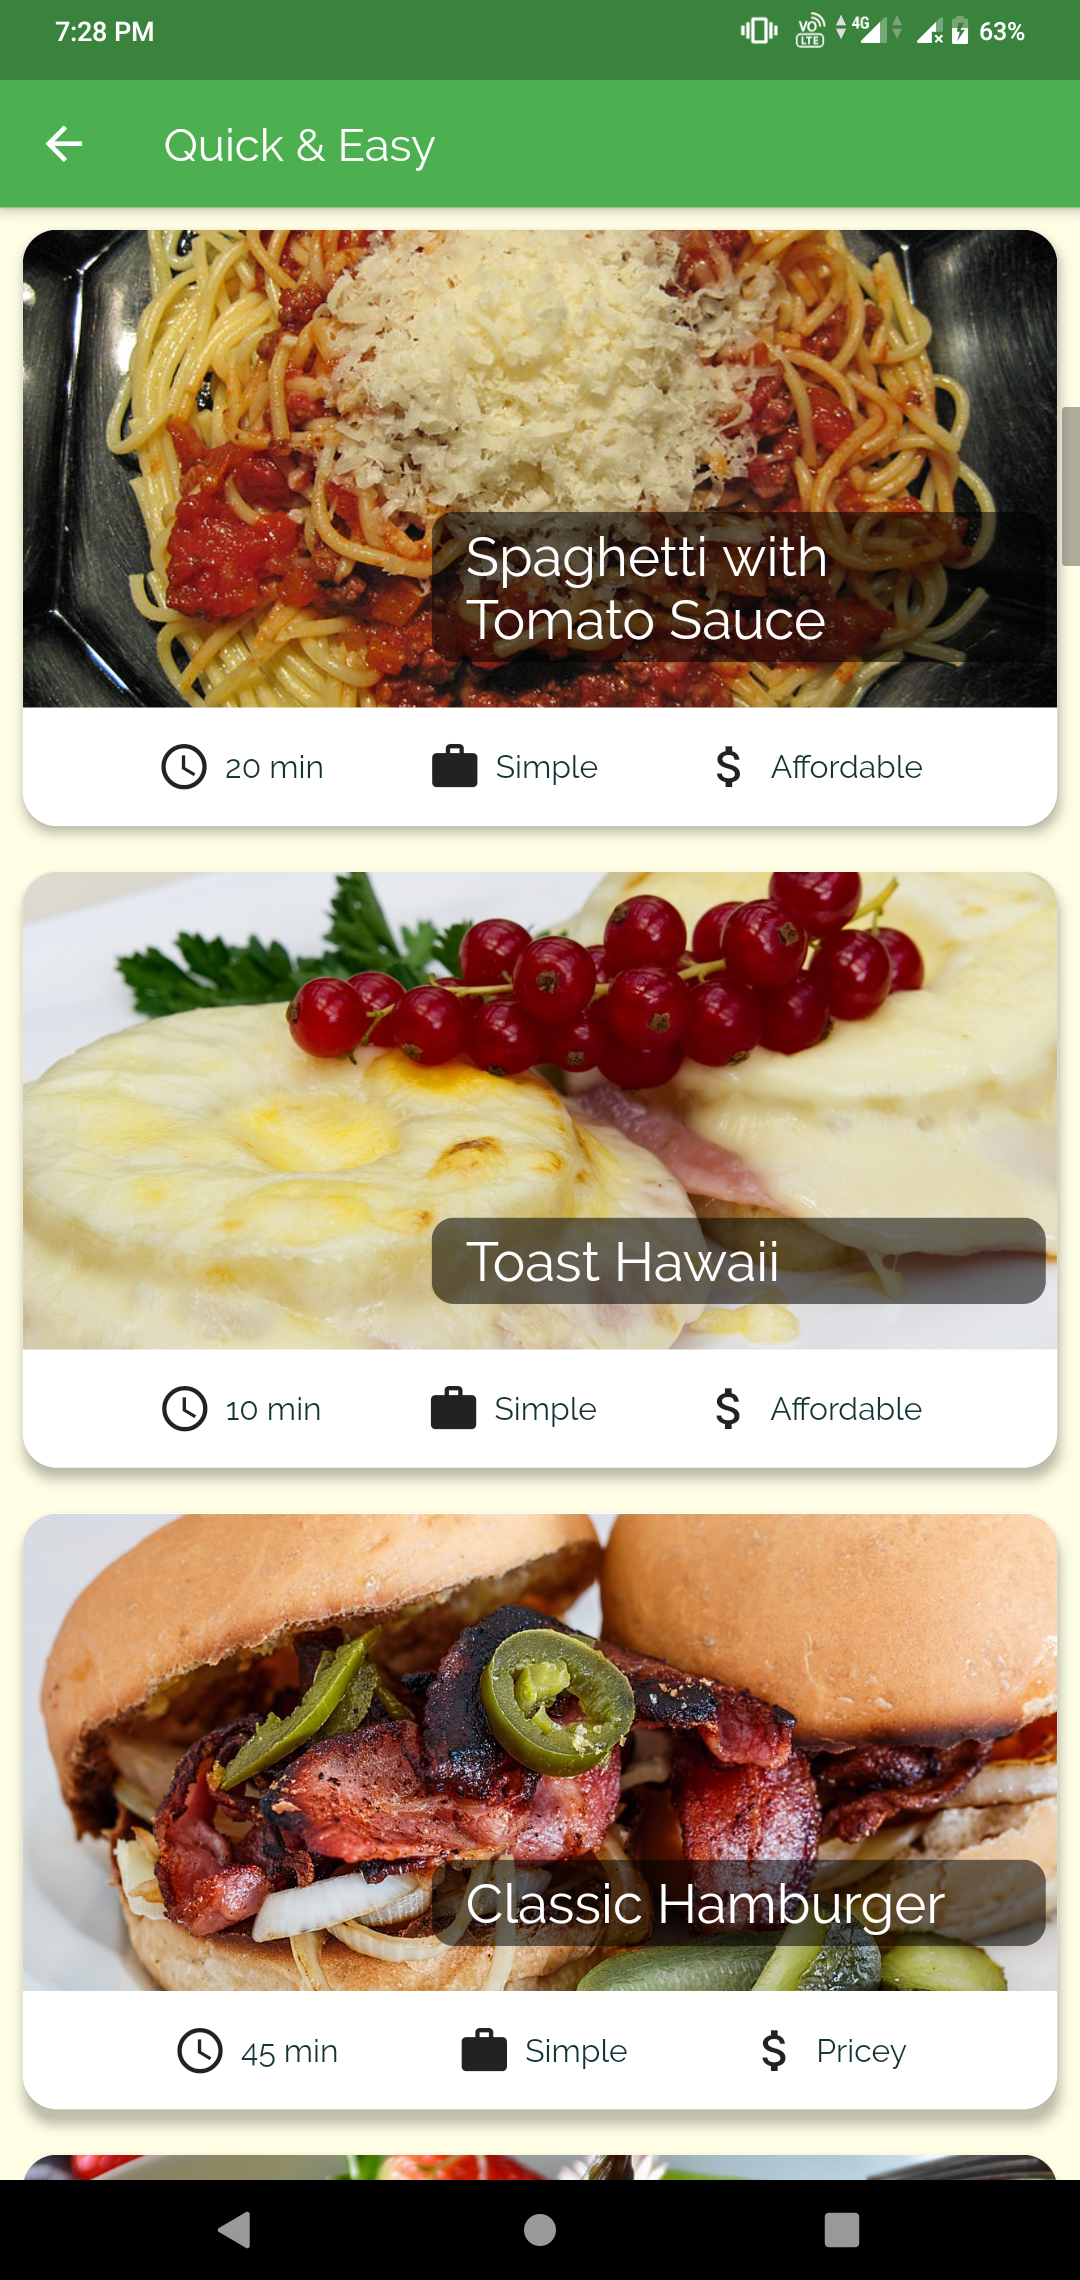 7:28 PM
VO LTE 4G 63%
Quick & Easy
Spaghetti with
Tomato Sauce
20 min Simple $ Affordable
Toast Hawaii
10 min Simple $ Affordable
Classic Hamburger
45 min Simple $ Pricey